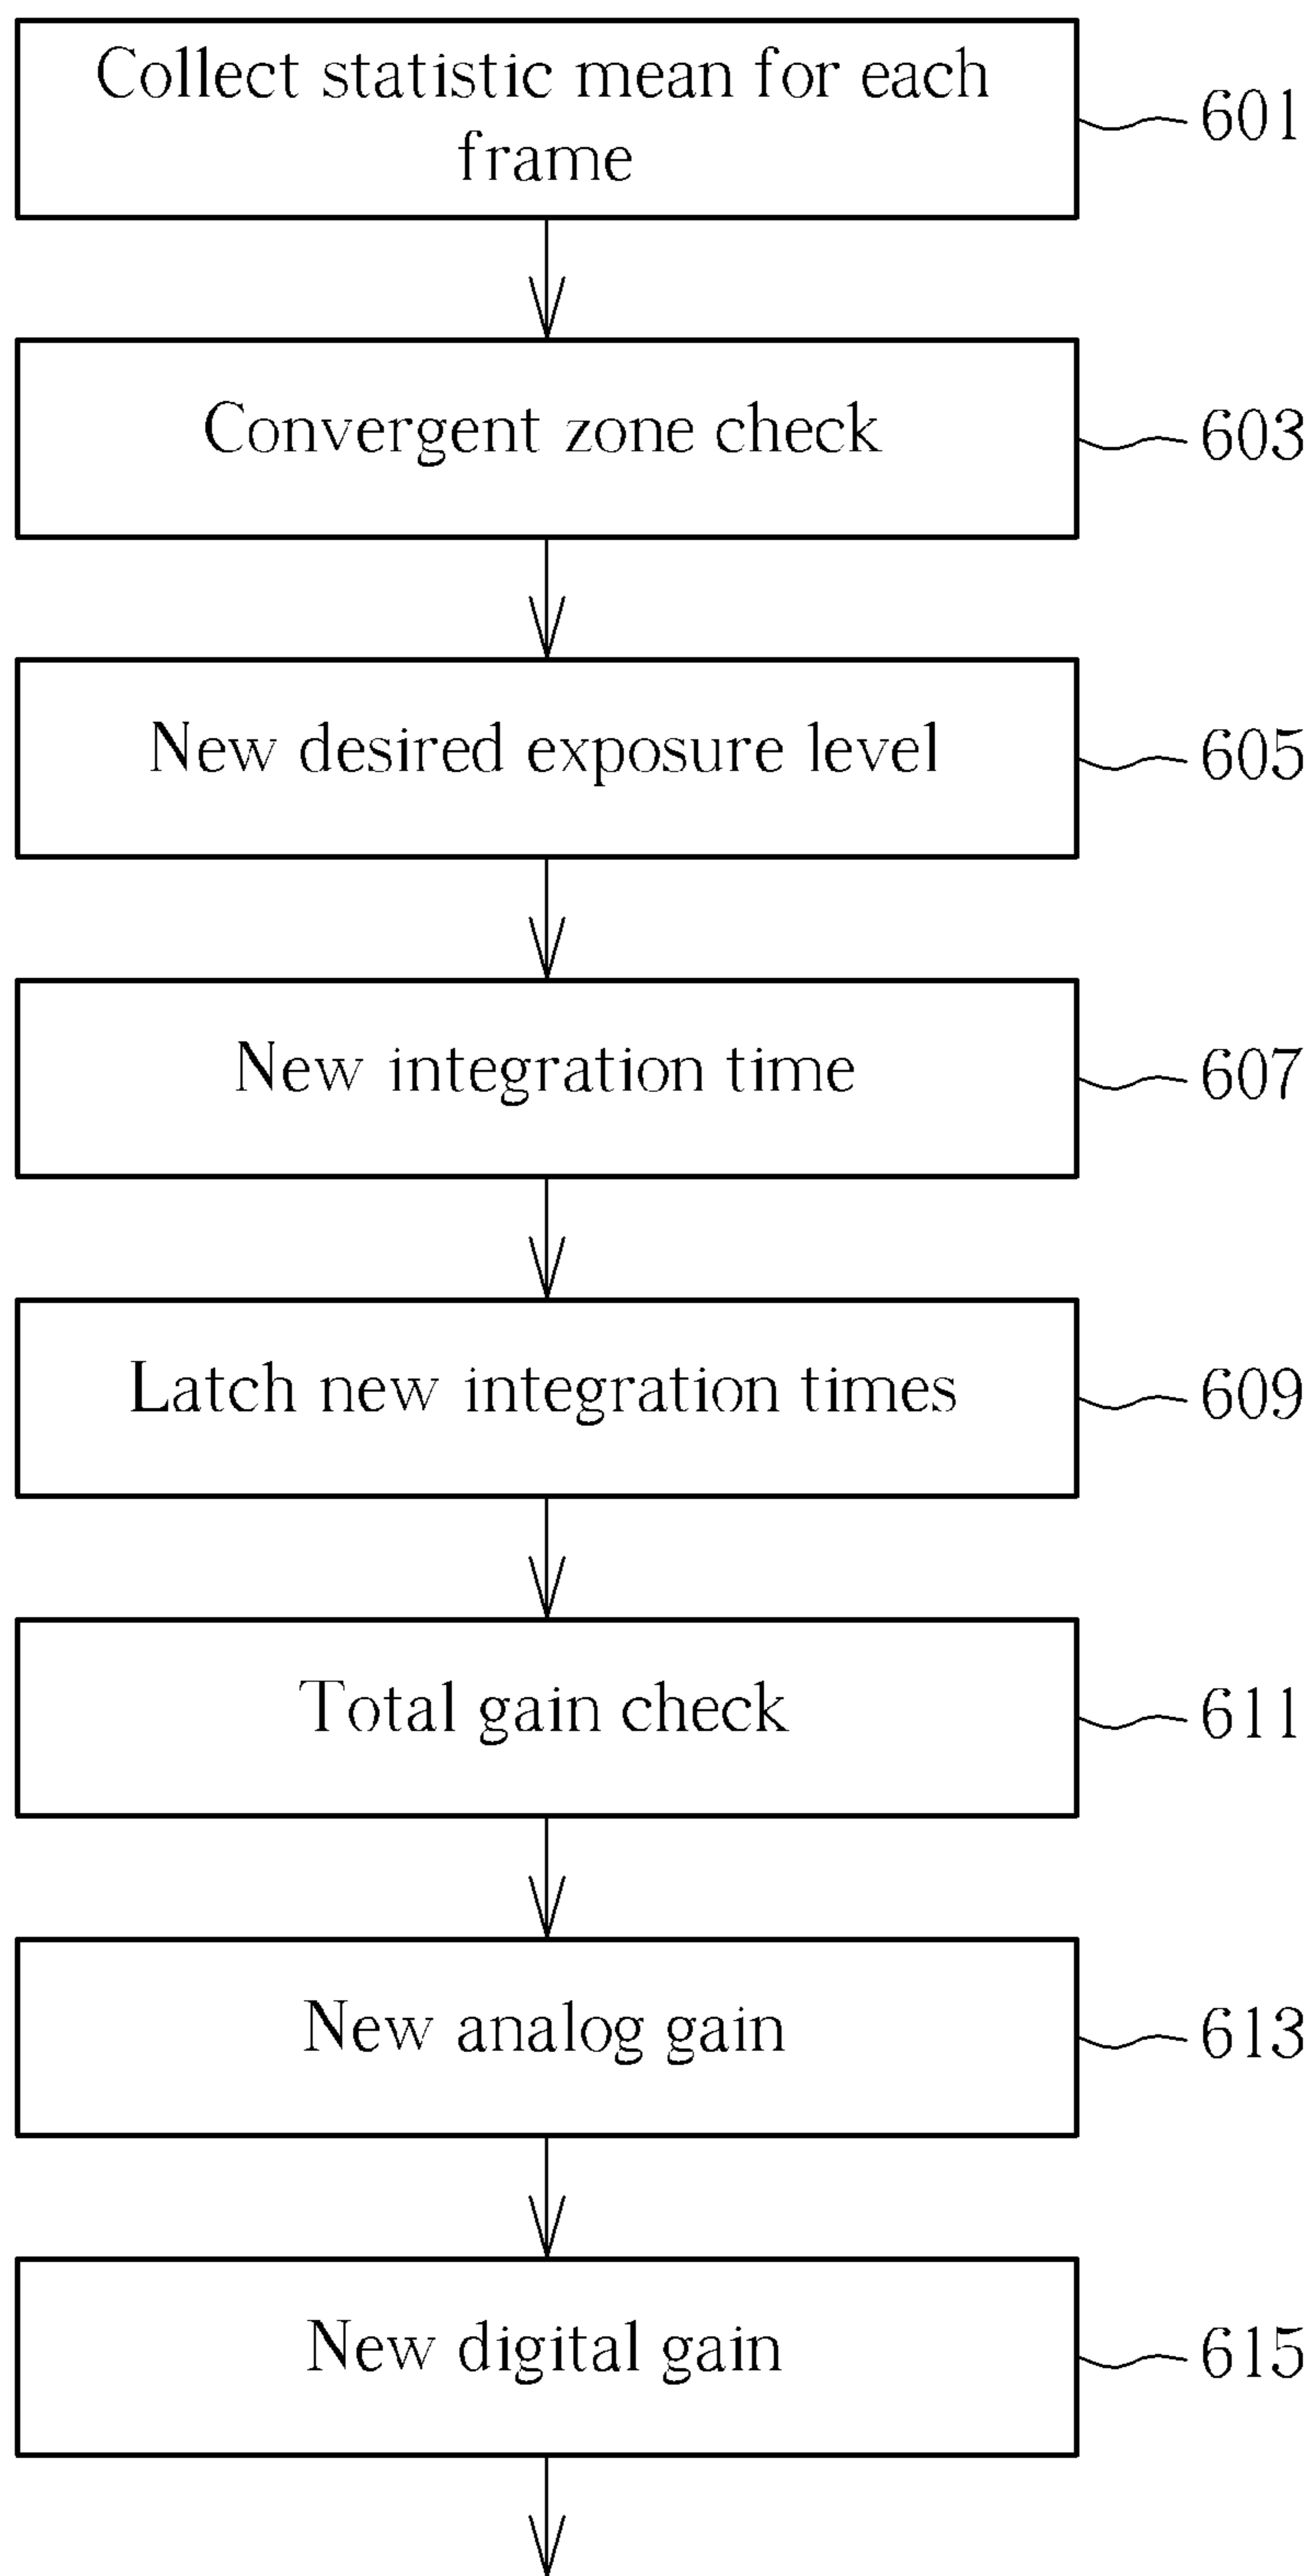 Collect statistic mean for each
frame
601
Convergent zone check
603
New desired exposure level
605
New integration time
607
Latch new integration times
609
Total gain check
611
New analog gain
613
New digital gain
615